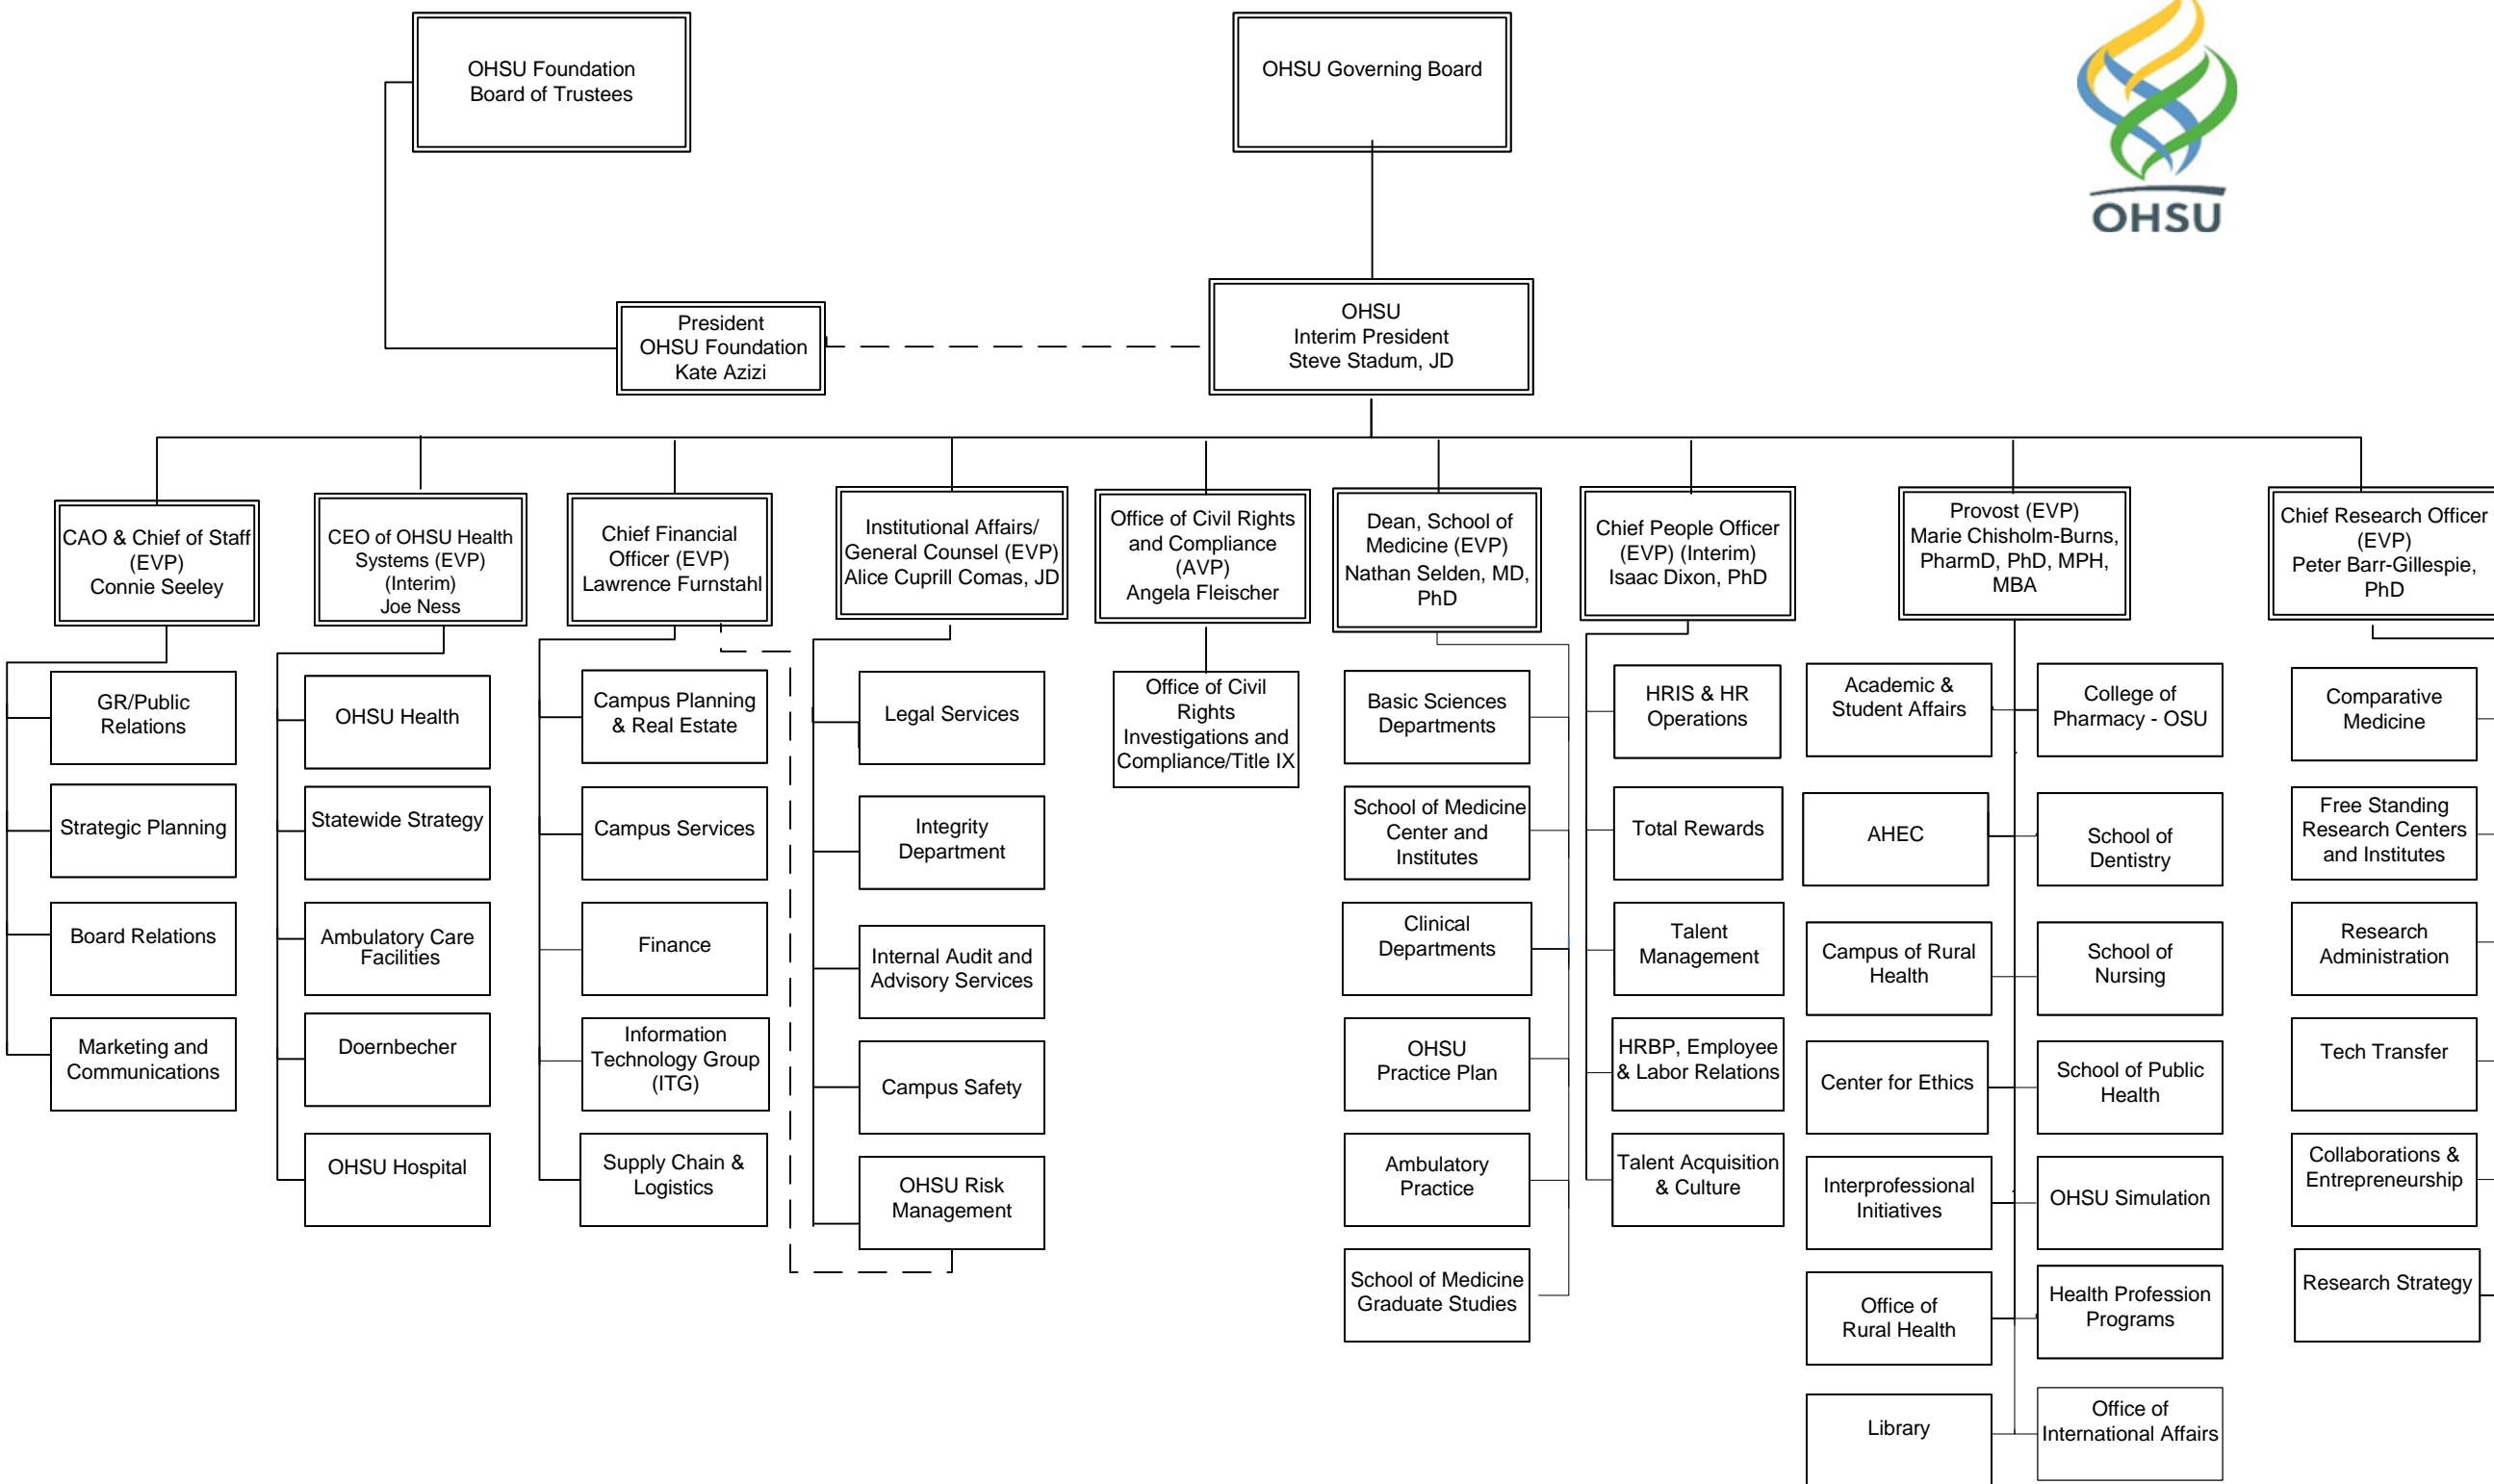 OHSU Foundation
Board of Trustees
OHSU Governing Board
OHSU
President
OHSU Foundation
Kate Azizi
OHSU
Interim President
Steve Stadum, JD
CAO & Chief of Staff
(EVP)
Connie Seeley
CEO of OHSU Health
Systems (EVP)
(Interim)
Joe Ness
Chief Financial
Officer (EVP)
Lawrence Furnstahl
Institutional Affairs/
General Counsel (EVP)
Alice Cuprill Comas, JD
Office of Civil Rights
and Compliance
(AVP)
Angela Fleischer
Dean, School of
Medicine (EVP)
Nathan Selden, MD,
PhD
Chief People Officer
(EVP) (Interim)
Isaac Dixon, PhD
Provost (EVP)
Marie Chisholm-Burns,
PharmD, PhD, MPH,
MBA
Chief Research Officer
(EVP)
Peter Barr-Gillespie,
PhD
GR/Public
Relations
Strategic Planning
Board Relations
Marketing and
Communications
OHSU Health
Statewide Strategy
Ambulatory Care
Facilities
Doernbecher
OHSU Hospital
Campus Planning
& Real Estate
Campus Services
Finance
Information
Technology Group
(ITG)
Supply Chain &
Logistics
Legal Services
Integrity
Department
Internal Audit and
Advisory Services
Campus Safety
OHSU Risk
Management
Office of Civil
Rights
Investigations and
Compliance/Title IX
Basic Sciences
Departments
School of Medicine
Center and
Institutes
Clinical
Departments
OHSU
Practice Plan
Ambulatory
Practice
School of Medicine
Graduate Studies
HRIS & HR
Operations
Total Rewards
Talent
Management
HRBP, Employee
& Labor Relations
Talent Acquisition
& Culture
Academic &
Student Affairs
AHEC
Campus of Rural
Health
Center for Ethics
Interprofessional
Initiatives
Office of
Rural Health
Library
College of
Pharmacy - OSU
School of
Dentistry
School of
Nursing
School of Public
Health
OHSU Simulation
Health Profession
Programs
Office of
International Affairs
Comparative
Medicine
Free Standing
Research Centers
and Institutes
Research
Administration
Tech Transfer
Collaborations &
Entrepreneurship
Research Strategy